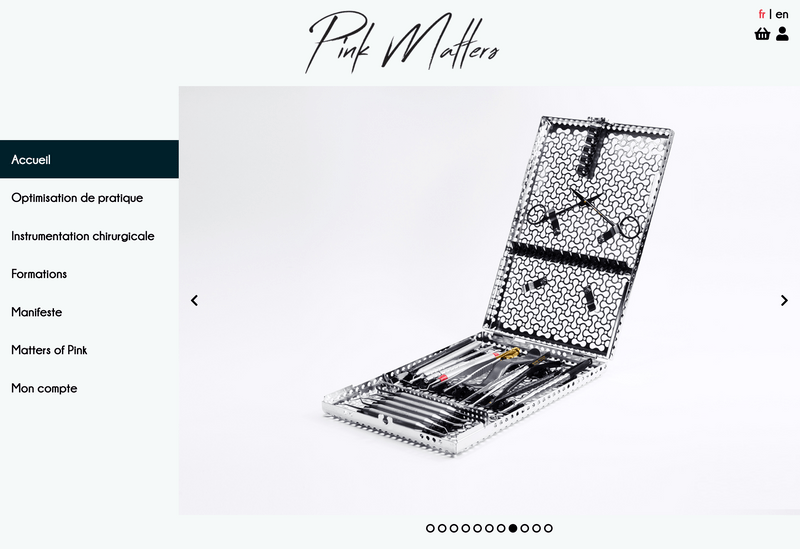 Pink Matters
fr | en
Accueil
Optimisation de pratique
Instrumentation chirurgicale
Formations
Manifeste
Matters of Pink
Mon compte